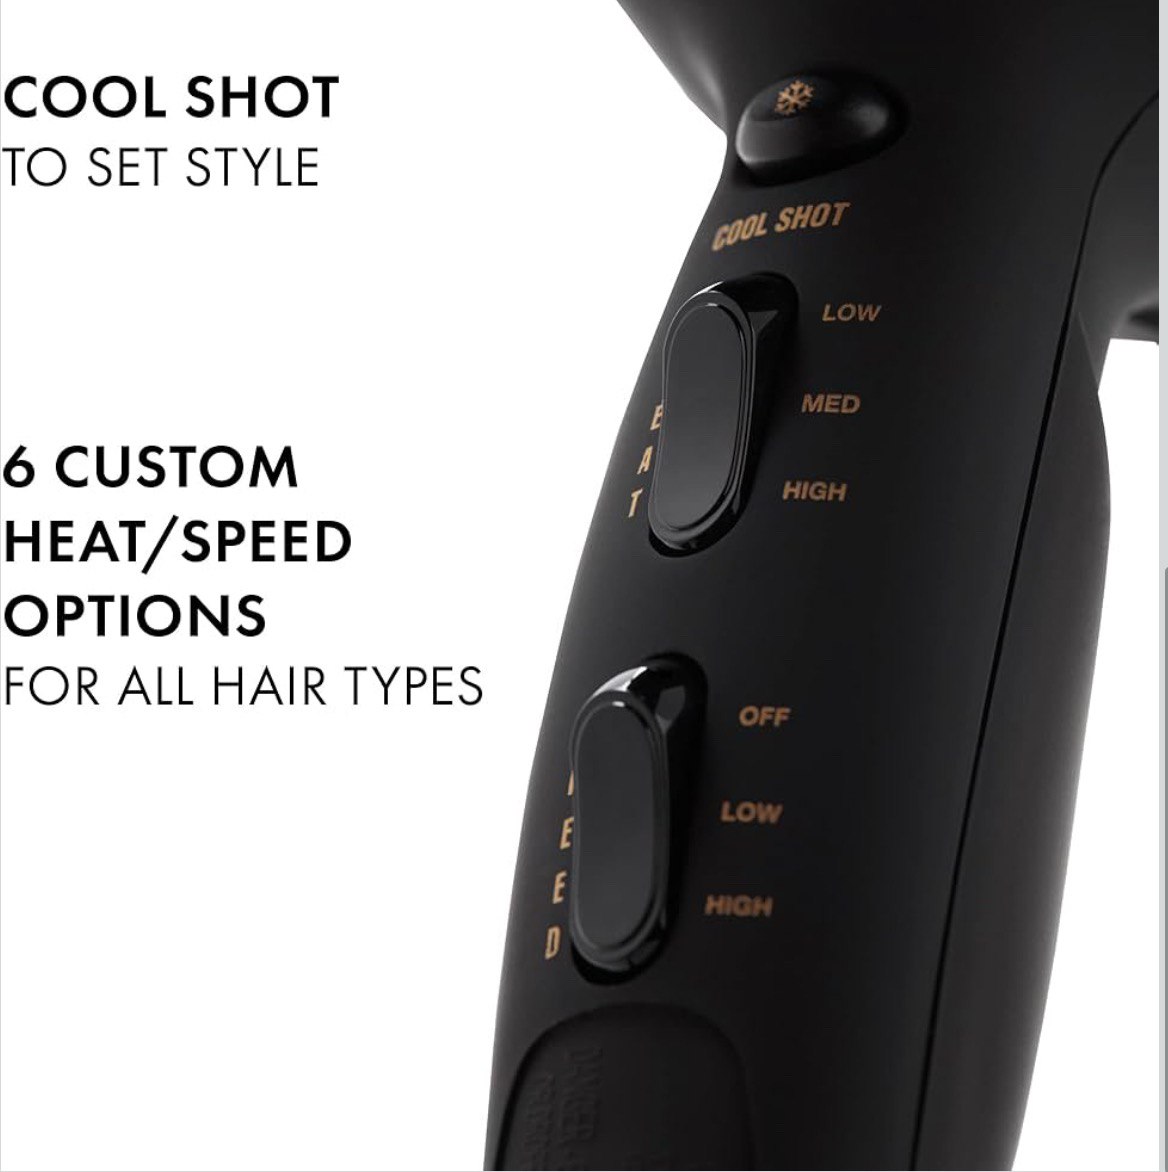 COOL SHOT
TO SET STYLE
6 CUSTOM
HEAT/SPEED
OPTIONS
FOR ALL HAIR TYPES
COOL SHOT
LOW
MED
HIGH
E
A
T
OFF
LOW
HIGH
E
E
D